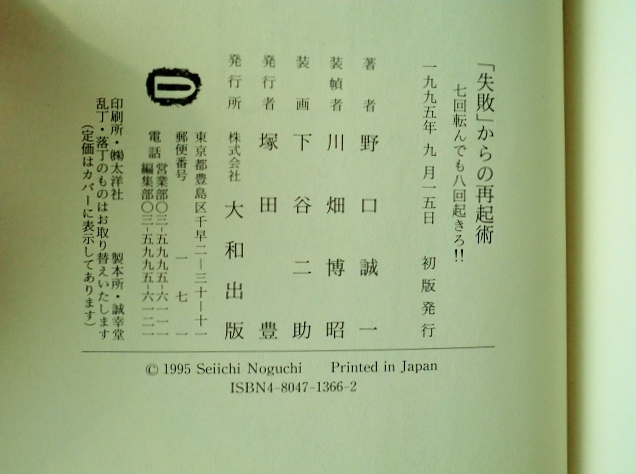 「失敗」からの再起術
七回転んでも八回起きろ!!
一九九五年 九 月一五日 初版発行
著者 野口誠一
装幀者 川畑博昭
装画 下谷二助
発行者 塚田豊
発行所 株式会社 大和出版
東京都豊島区千早二―三十―十一
郵便番号 一七一
電話 営業部〇三-五九九五-六一一一
編集部〇三-五九九五-六一二一
印刷所・㈱太洋社 製本所・誠幸堂
乱丁・落丁のものはお取り替えいたします
(定価はカバーに表示してあります)
© 1995 Seiichi Noguchi Printed in Japan
ISBN4-8047-1366-2